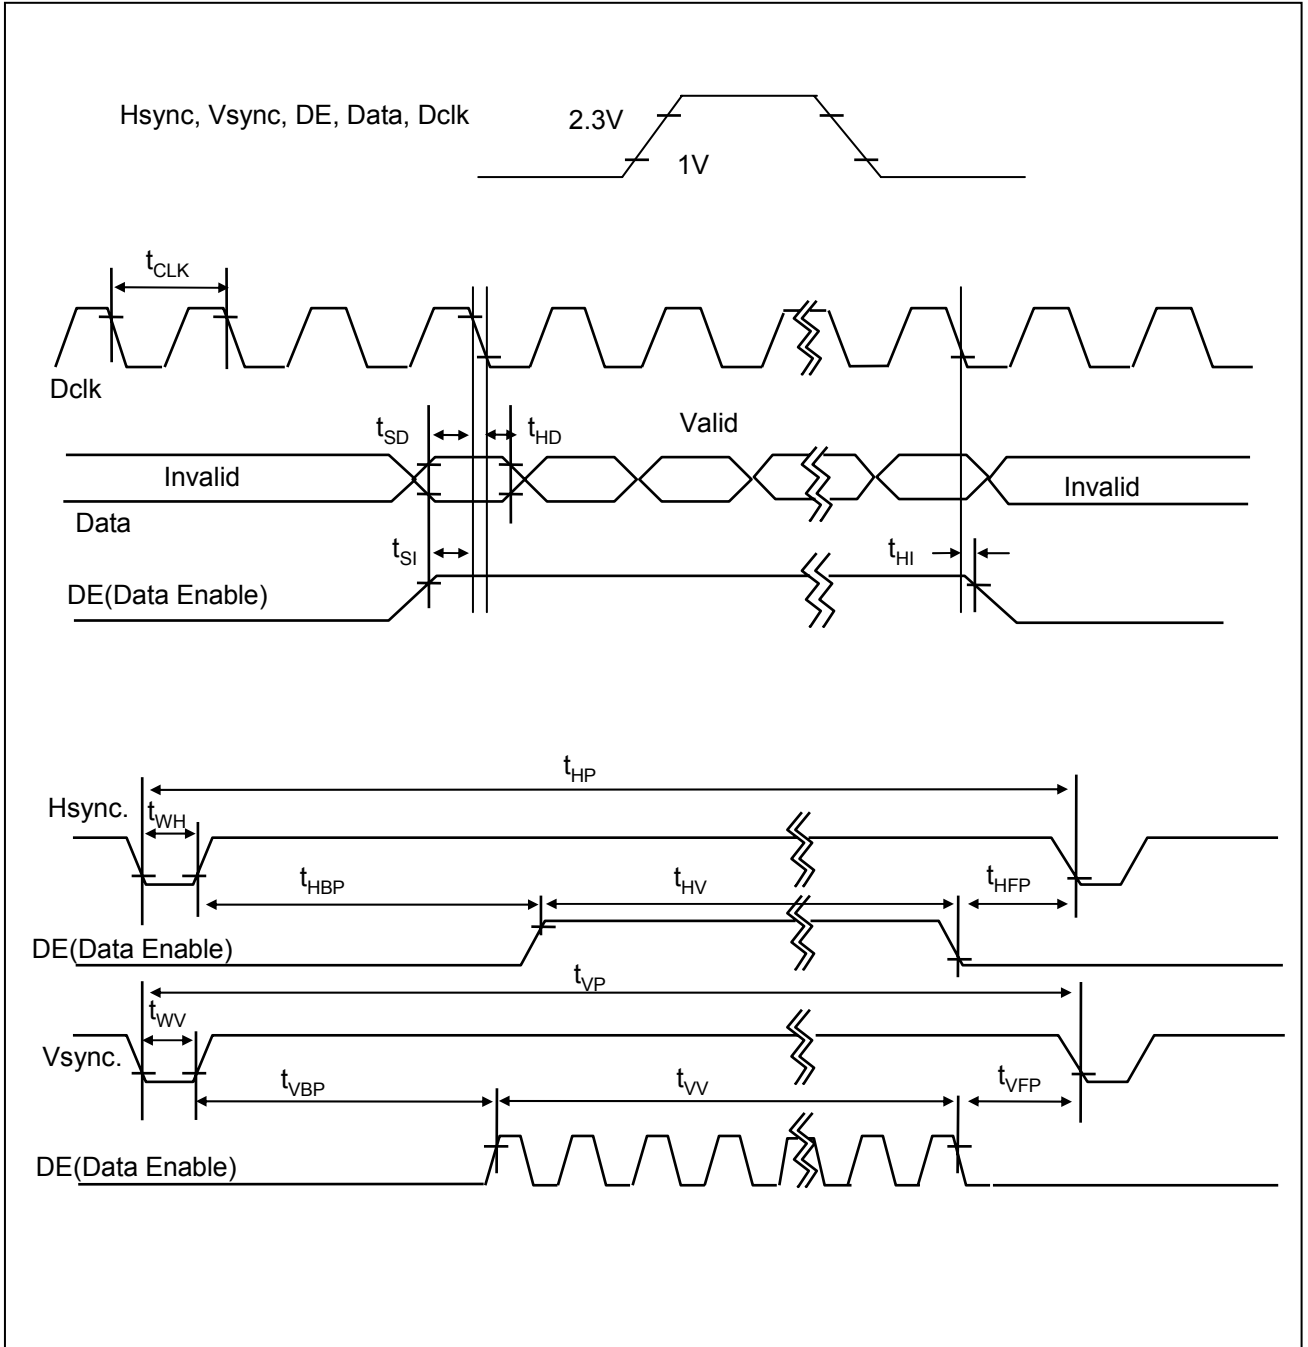 Hsync, Vsync, DE, Data, Dclk
2.3V
1V
tCLK
Dclk
tSD
tHD
Valid
Invalid
Invalid
Data
tSI
tHI
DE(Data Enable)
tHP
Hsync.
tWH
tHBP
tHV
tHFP
DE(Data Enable)
tVP
tWV
Vsync.
tVBP
tVV
tVFP
DE(Data Enable)